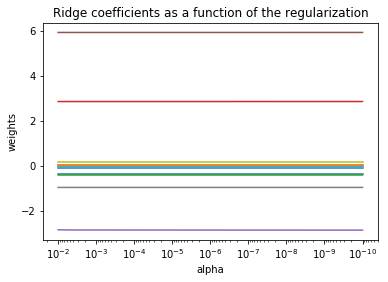 Ridge coefficients as a function of the regularization
weights
6
4
2
0
−2
10⁻² 10⁻³ 10⁻⁴ 10⁻⁵ 10⁻⁶ 10⁻⁷ 10⁻⁸ 10⁻⁹ 10⁻¹⁰
alpha